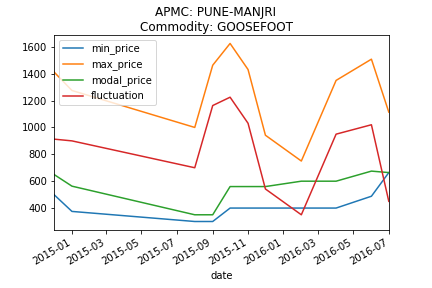 APMC: PUNE-MANJRI
Commodity: GOOSEFOOT
1600
1400
1200
1000
800
600
400
min_price
max_price
modal_price
fluctuation
2015-01
2015-03
2015-05
2015-07
2015-09
2015-11
2016-01
2016-03
2016-05
2016-07
date